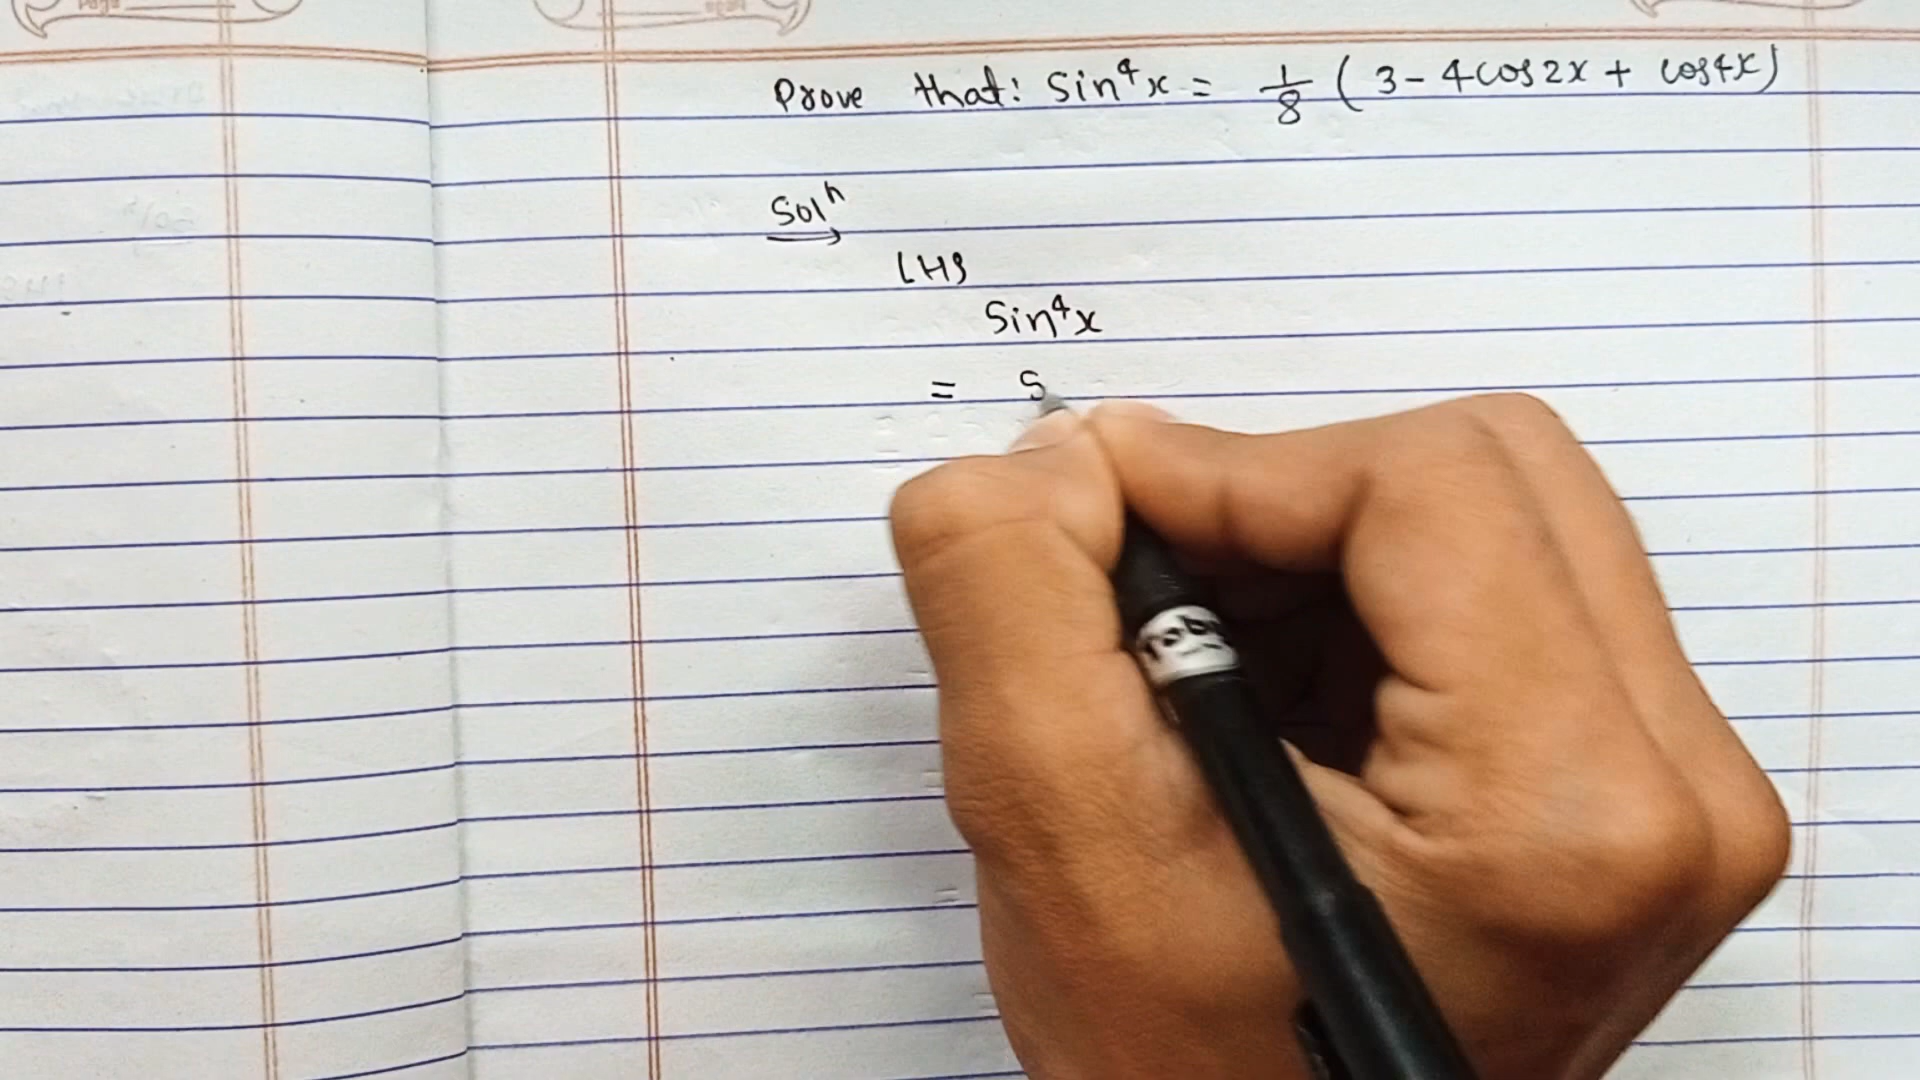 Prove that: Sin⁴x = 1/8 ( 3 - 4cos2x + cos4x)
Solⁿ
LHS
Sin⁴x
= S